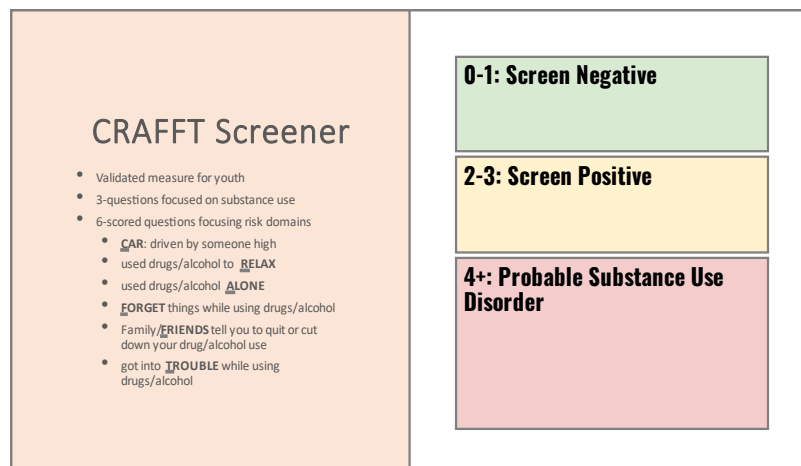 CRAFFT Screener
• Validated measure for youth
• 3-questions focused on substance use
• 6-scored questions focusing risk domains
• CAR: driven by someone high
• used drugs/alcohol to RELAX
• used drugs/alcohol ALONE
• FORGET things while using drugs/alcohol
• Family/FRIENDS tell you to quit or cut
down your drug/alcohol use
• got into TROUBLE while using
drugs/alcohol
0-1: Screen Negative
2-3: Screen Positive
4+: Probable Substance Use
Disorder